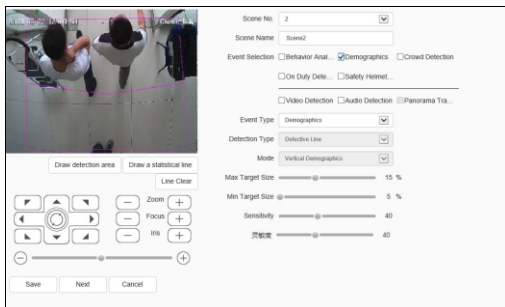 Scene No. 2
Scene Name Scene2
Event Selection Behavior Anal... Demographics Crowd Detection
On Duty Dete... Safety Helmet...
Video Detection Audio Detection Panorama Tra...
Event Type Demographics
Detection Type Detective Line
Mode Vertical Demographics
Max Target Size 15 %
Min Target Size 5 %
Sensitivity 40
灵敏度 40
Draw detection area Draw a statistical line
Line Clear
Zoom
Focus
Iris
Save Next Cancel